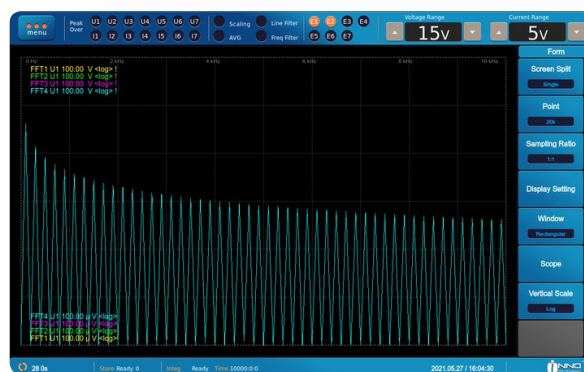 menu
Peak Over
U1 U2 U3 U4 U5 U6 U7
I1 I2 I3 I4 I5 I6 I7
Scaling
Line Filter
AVG
Freq Filter
E1 E2 E3 E4
E5 E6 E7
Voltage Range
15V
Current Range
5V
0 Hz 2 kHz 4 kHz 6 kHz 8 kHz 10 kHz
FFT1 U1 100.00 V <log> !
FFT2 U1 100.00 V <log> !
FFT3 U1 100.00 V <log> !
FFT4 U1 100.00 V <log> !
FFT4 U1 100.00 µ V <log>
FFT3 U1 100.00 µ V <log>
FFT2 U1 100.00 µ V <log>
FFT1 U1 100.00 µ V <log>
Form
Screen Split
Single
Point
20k
Sampling Ratio
1:1
Display Setting
Window
Rectangular
Scope
Vertical Scale
Log
28 0s
Store Ready 0
Integ Ready Time 10000:0:0
2021.05.27 / 16:04:30
INNO